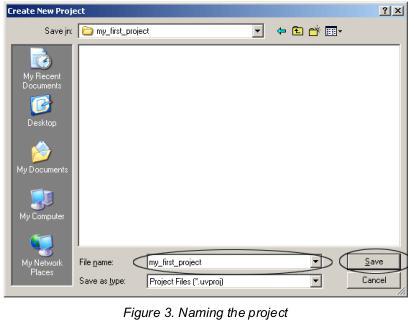 Create New Project
Save in:
my_first_project
My Recent
Documents
Desktop
My Documents
My Computer
My Network
Places
File name:
my_first_project
Save
Save as type:
Project Files (*.uvproj)
Cancel
Figure 3. Naming the project